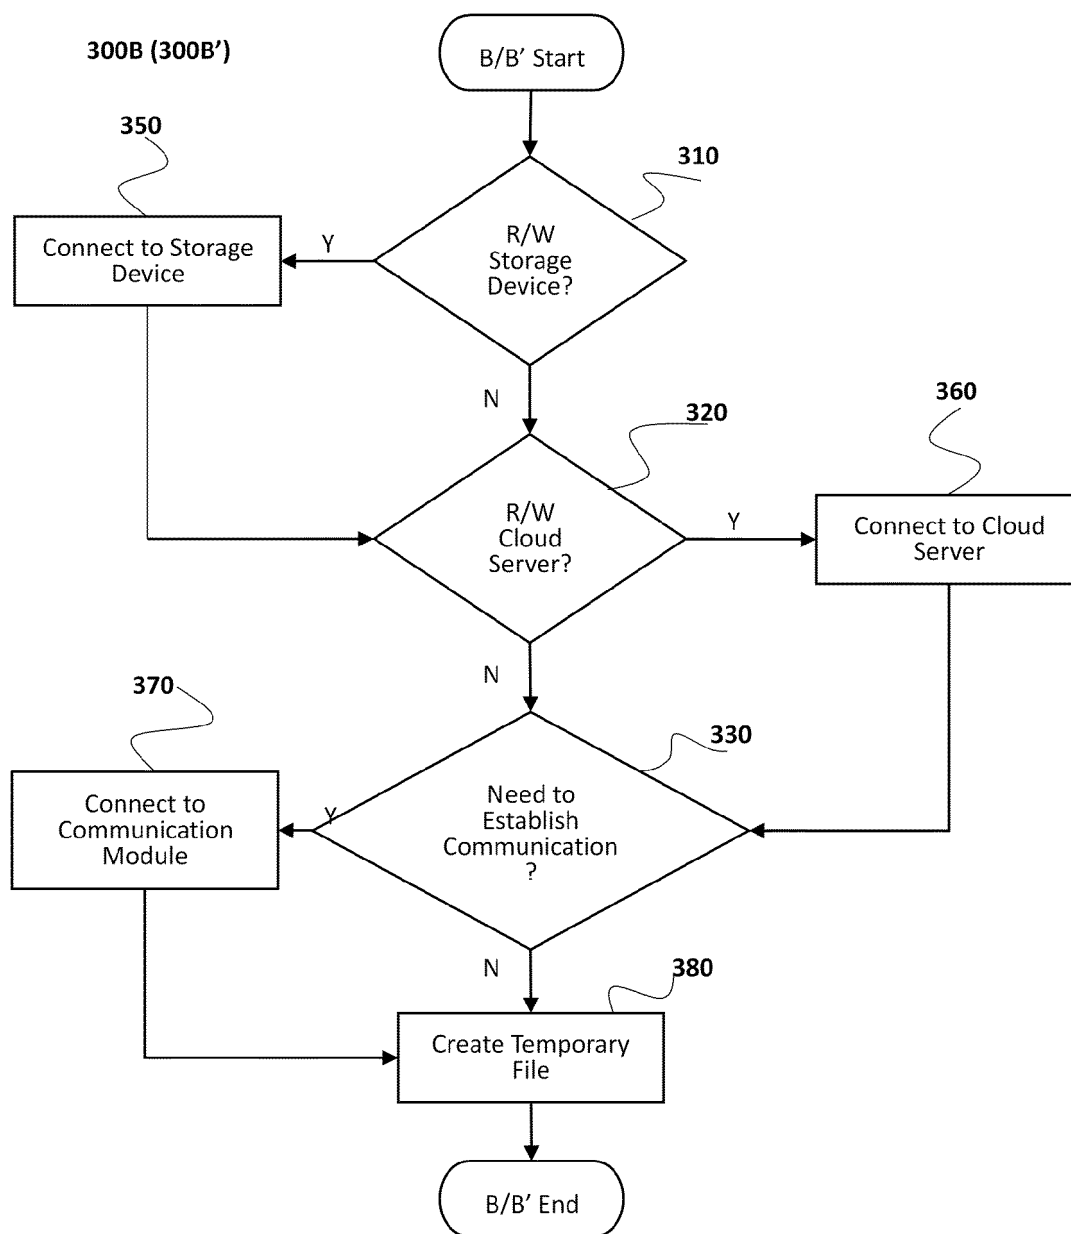 300B (300B’)
B/B’ Start
350
310
R/W
Storage
Device?
Y
Connect to Storage
Device
N
320
360
R/W
Cloud
Server?
Y
Connect to Cloud
Server
N
370
330
Need to
Establish
Communication
?
Y
Connect to
Communication
Module
N
380
Create Temporary
File
B/B’ End